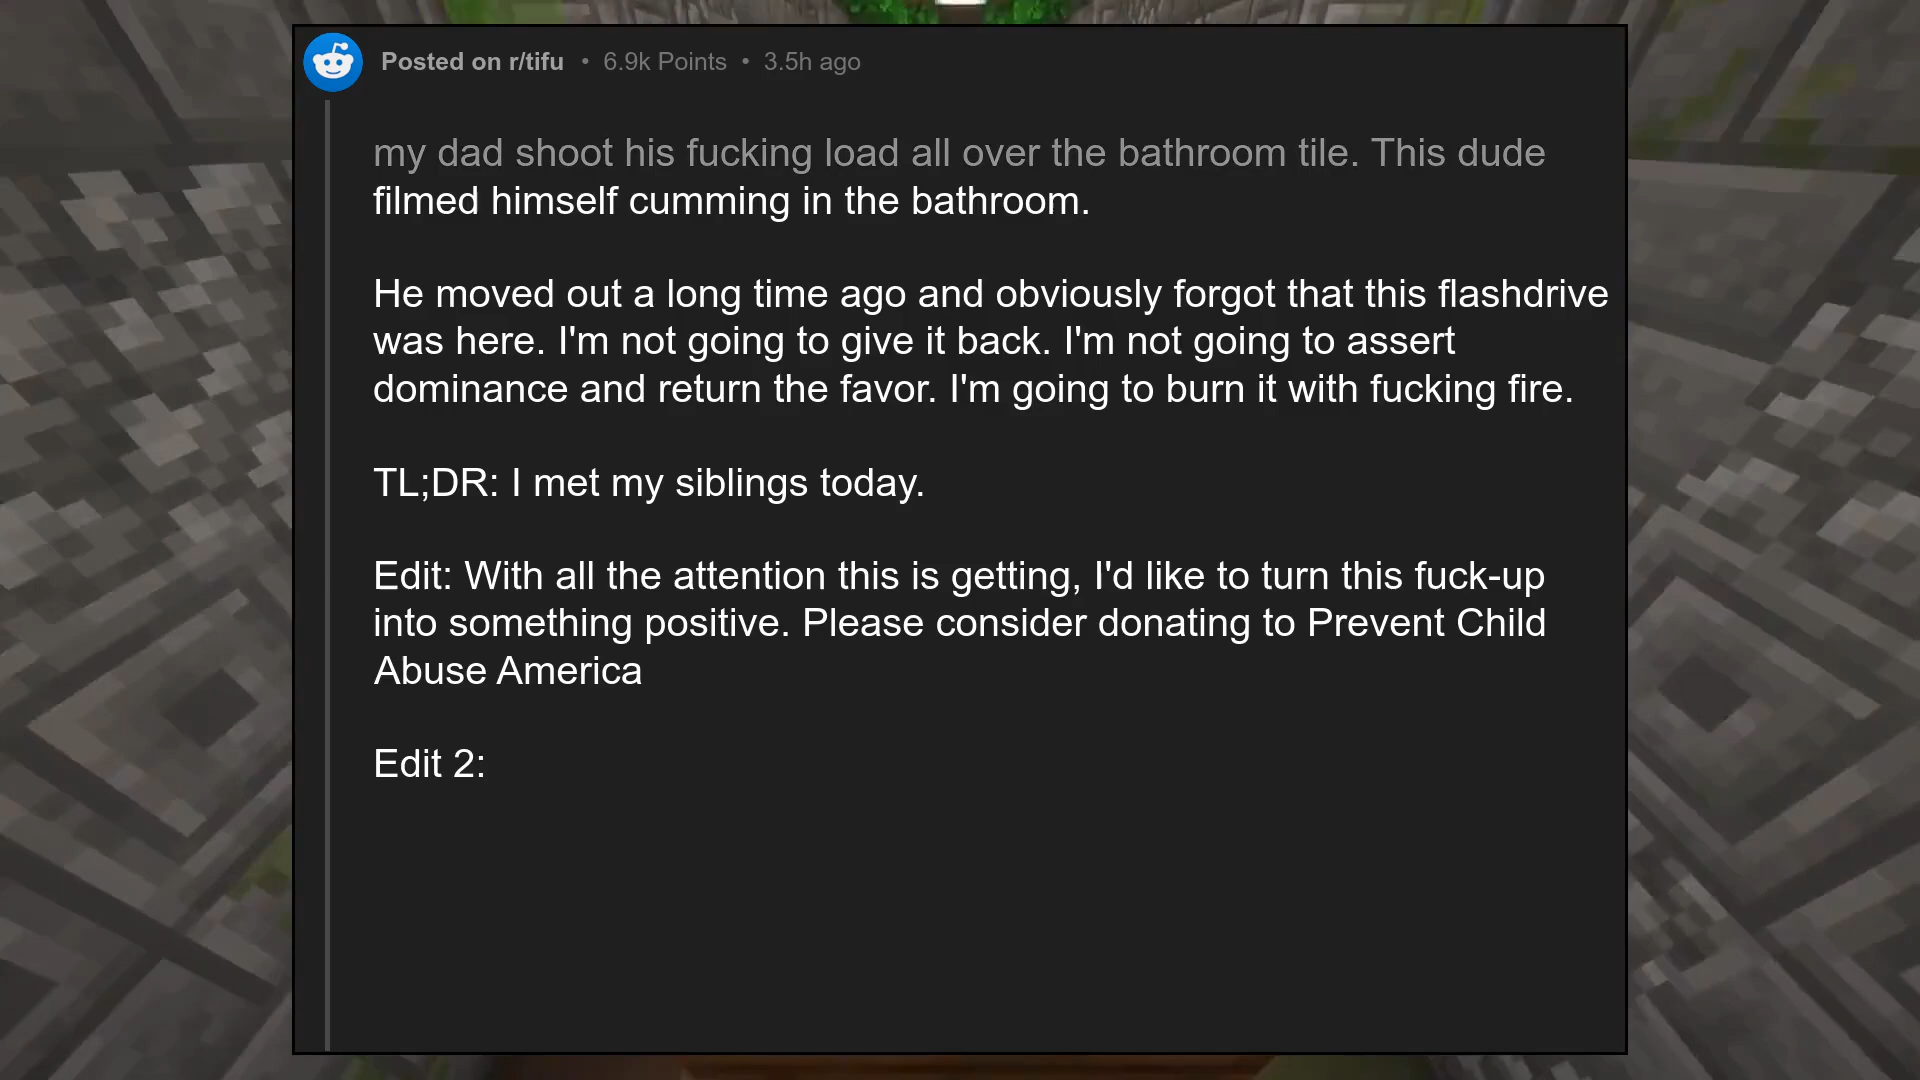 Posted on r/tifu • 6.9k Points • 3.5h ago
my dad shoot his fucking load all over the bathroom tile. This dude
filmed himself cumming in the bathroom.
He moved out a long time ago and obviously forgot that this flashdrive
was here. I'm not going to give it back. I'm not going to assert
dominance and return the favor. I'm going to burn it with fucking fire.
TL;DR: I met my siblings today.
Edit: With all the attention this is getting, I'd like to turn this fuck-up
into something positive. Please consider donating to Prevent Child
Abuse America
Edit 2: